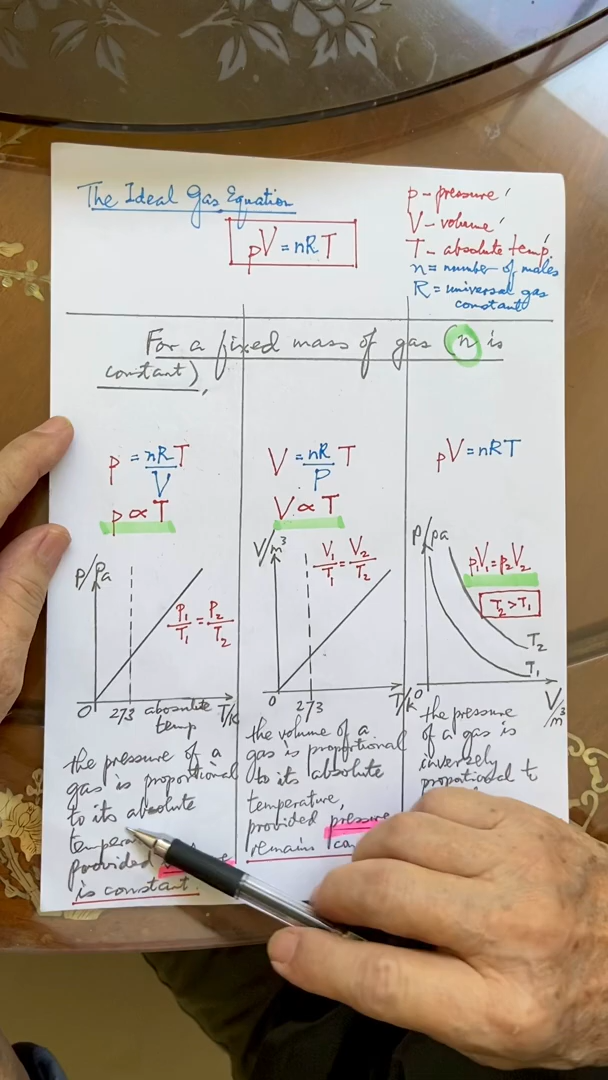 The Ideal Gas Equation
pV = nRT
p - pressure
V - volume
T - absolute temp.
n = number of moles
R = universal gas
constant
For a fixed mass of gas (n is
constant),
p = nR/V T
p ∝ T
P/Pa
P₁/T₁ = P₂/T₂
0 273 absolute temp T/K
the pressure of a
gas is proportional
to its absolute
provided
is constant.
V = nR/P T
V ∝ T
V/m³
V₁/T₁ = V₂/T₂
0 273 T/K
the volume of a
gas is proportional
to its absolute
temperature,
provided pressure
remains
pV = nRT
P/Pa
p₁V₁ = p₂V₂
T₂ > T₁
T₂
T₁
0 V/m³
the pressure
of a gas is
inversely